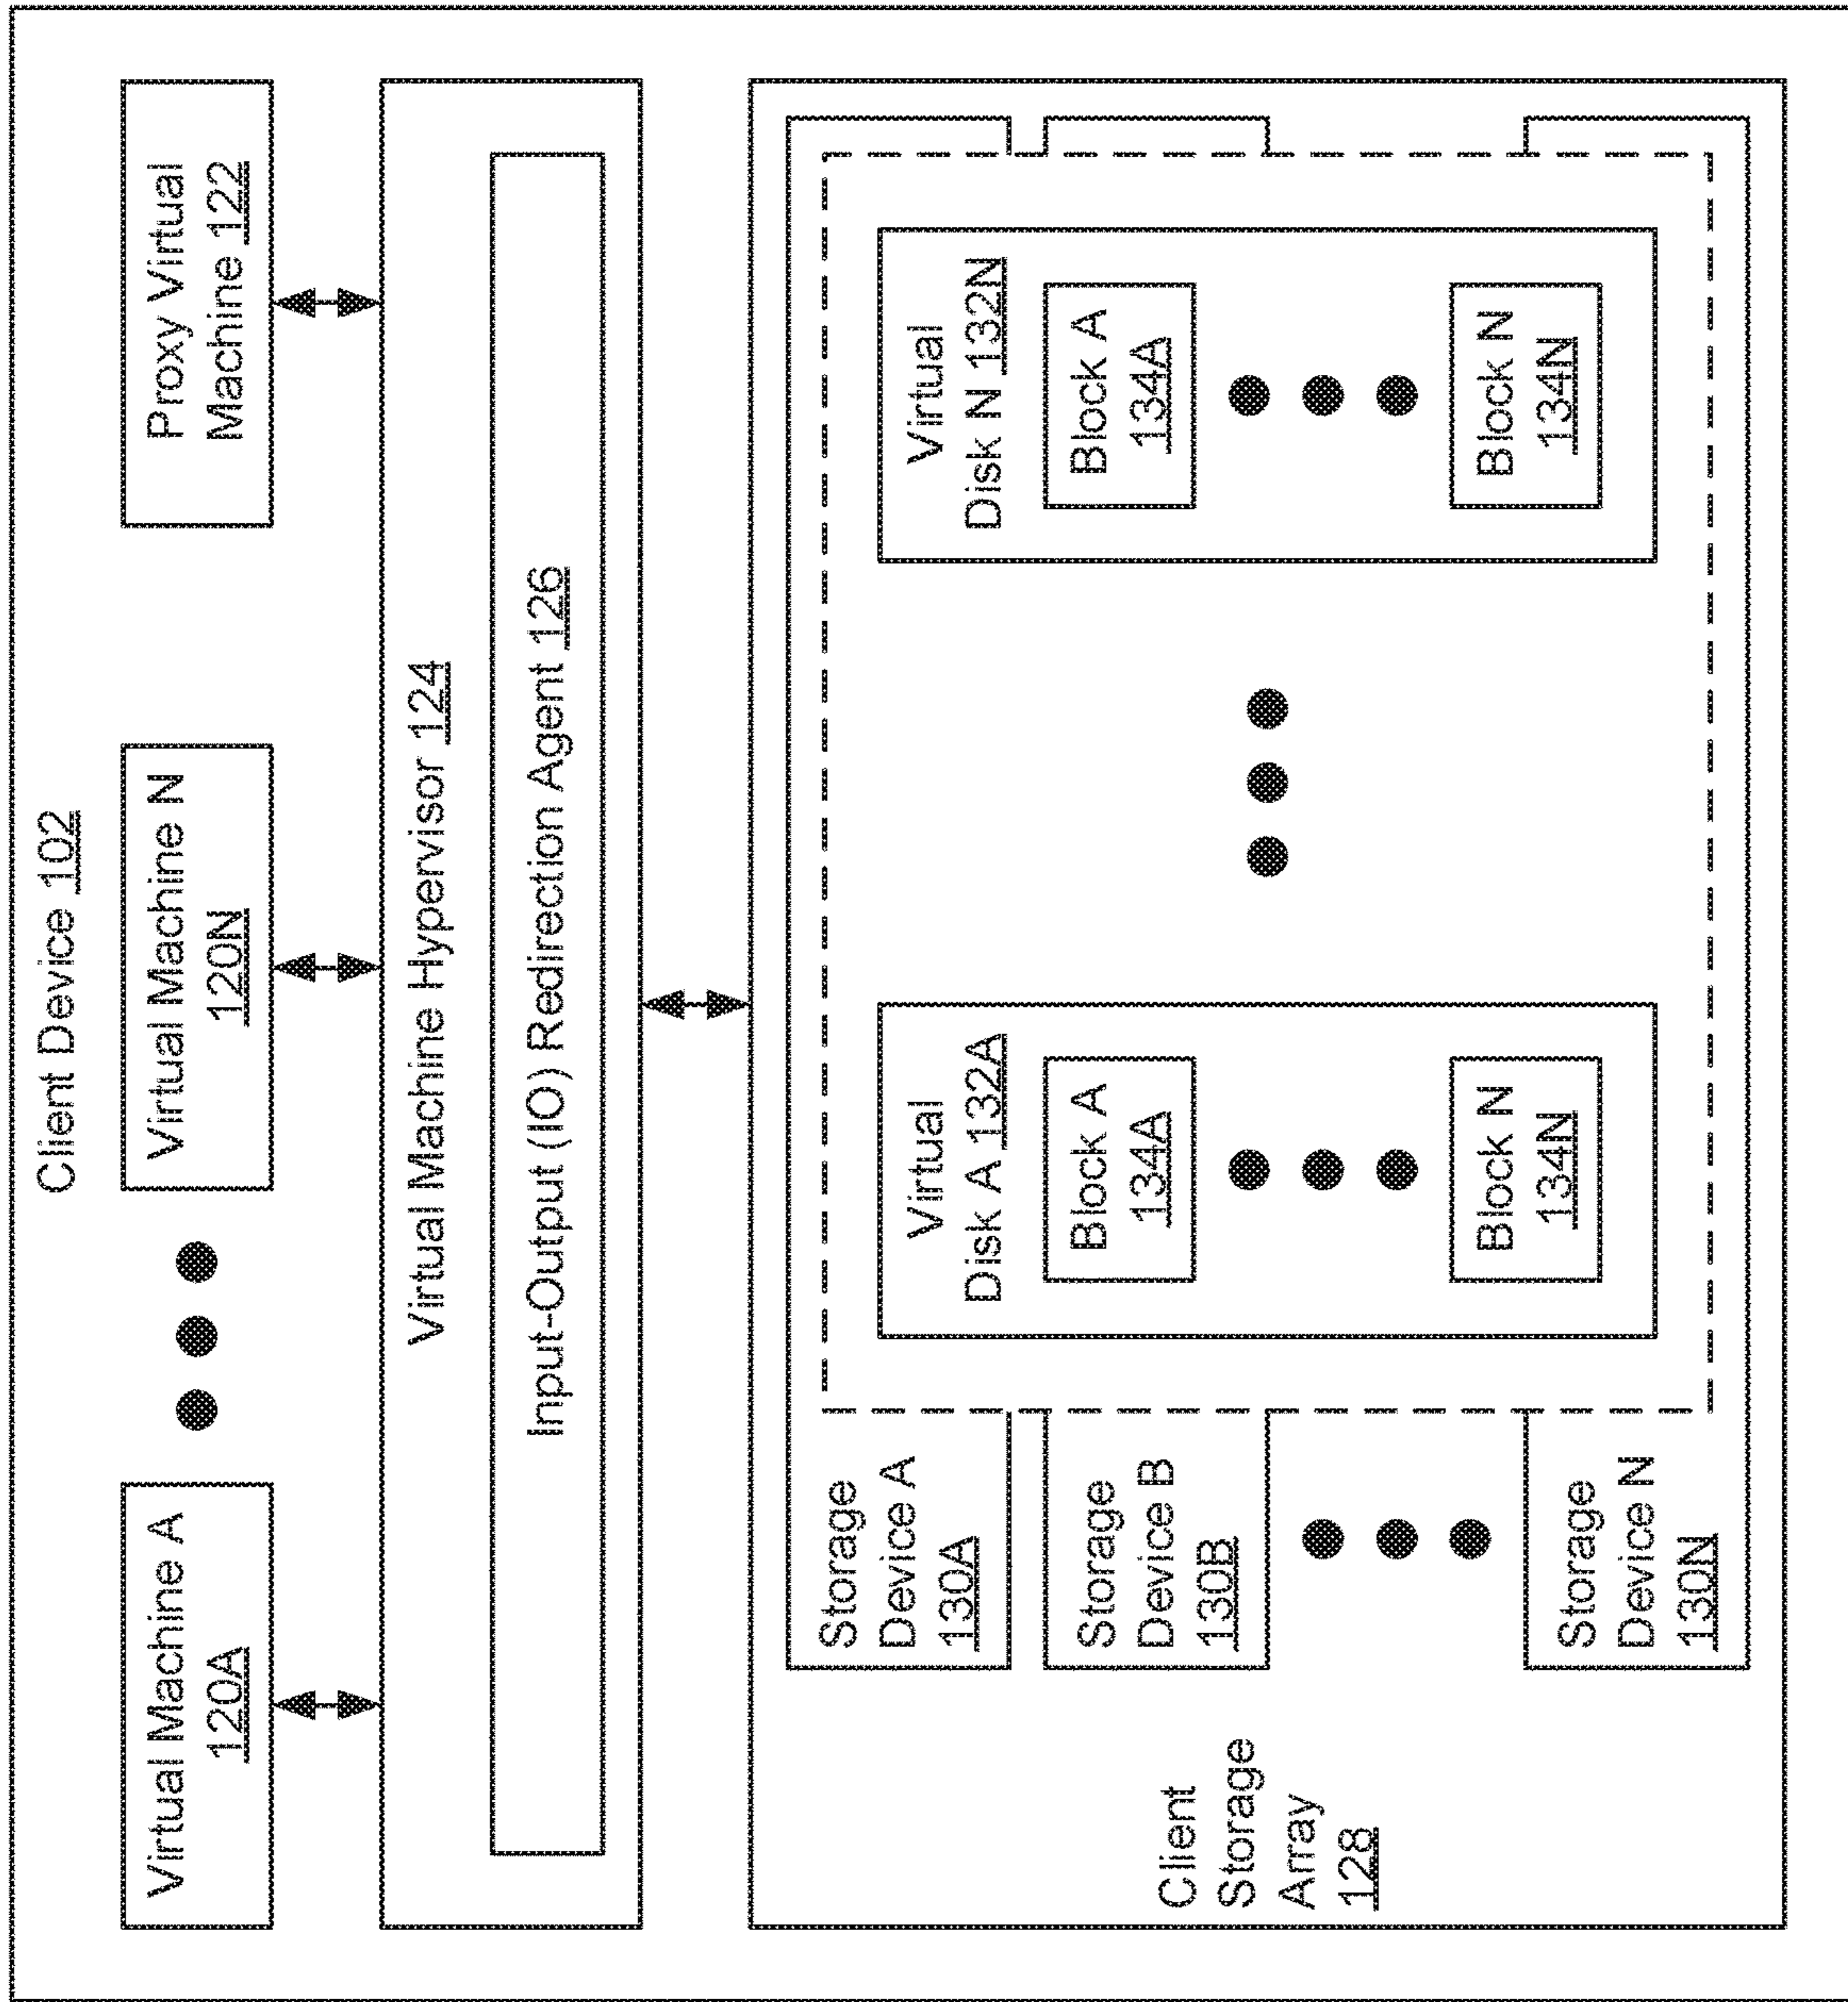 Client Device 102
Virtual Machine A
120A
Virtual Machine N
120N
Proxy Virtual
Machine 122
Virtual Machine Hypervisor 124
Input-Output (IO) Redirection Agent 126
Client
Storage
Array
128
Storage
Device A
130A
Storage
Device B
130B
Storage
Device N
130N
Virtual
Disk A 132A
Block A
134A
Block N
134N
Virtual
Disk N 132N
Block A
134A
Block N
134N